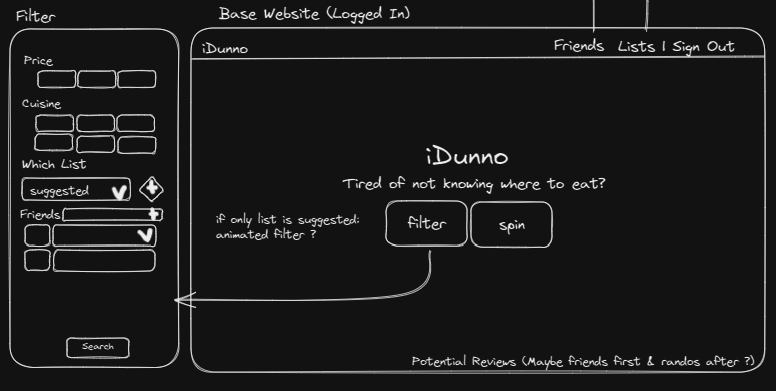 Filter
Base Website (Logged In)
iDunno
Friends Lists | Sign Out
Price
Cuisine
Which List
suggested
Friends
Search
iDunno
Tired of not knowing where to eat?
if only list is suggested:
animated filter ?
filter
spin
Potential Reviews (Maybe friends first & randos after ?)